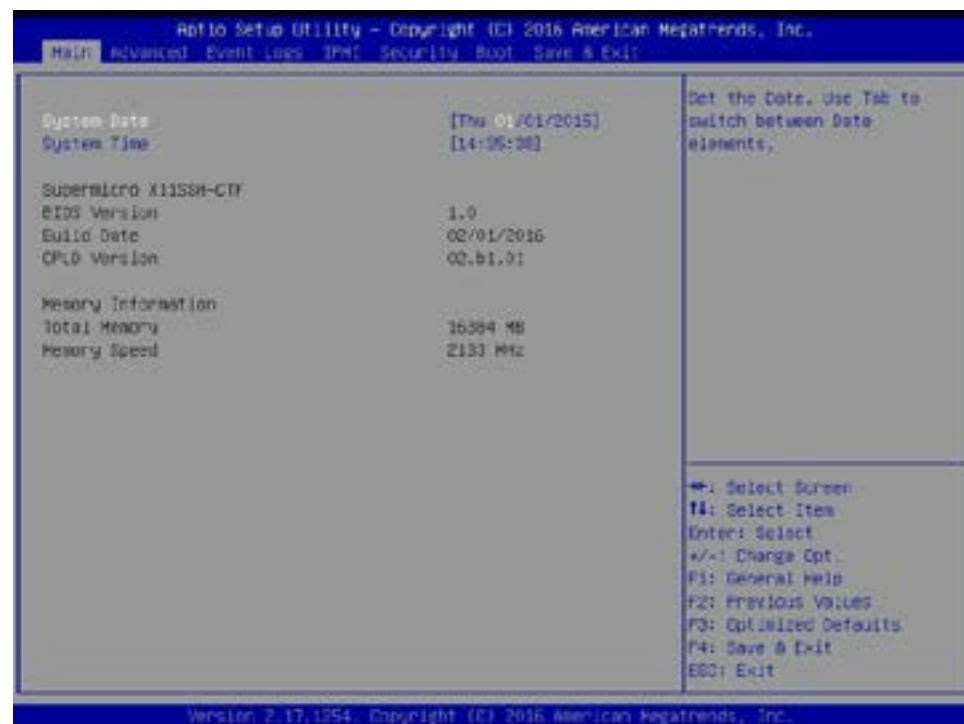 Aptio Setup Utility – Copyright (C) 2016 American Megatrends, Inc.
Main Advanced Event Logs IPMI Security Boot Save & Exit
System Date [Thu 01/01/2015]
System Time
Supermicro X11SSH-CTF
BIOS Version 1.0
Build Date 02/01/2016
CPLD Version 02.b1.01
Memory Information
Total Memory 16384 MB
Memory Speed 2133 MHz
Set the Date. Use Tab to
switch between Date
elements.
↔: Select Screen
↑↓: Select Item
Enter: Select
+/-: Change Opt.
F1: General Help
F2: Previous Values
F3: Optimized Defaults
F4: Save & Exit
ESC: Exit
Version 2.17.1254. Copyright (C) 2016 American Megatrends, Inc.